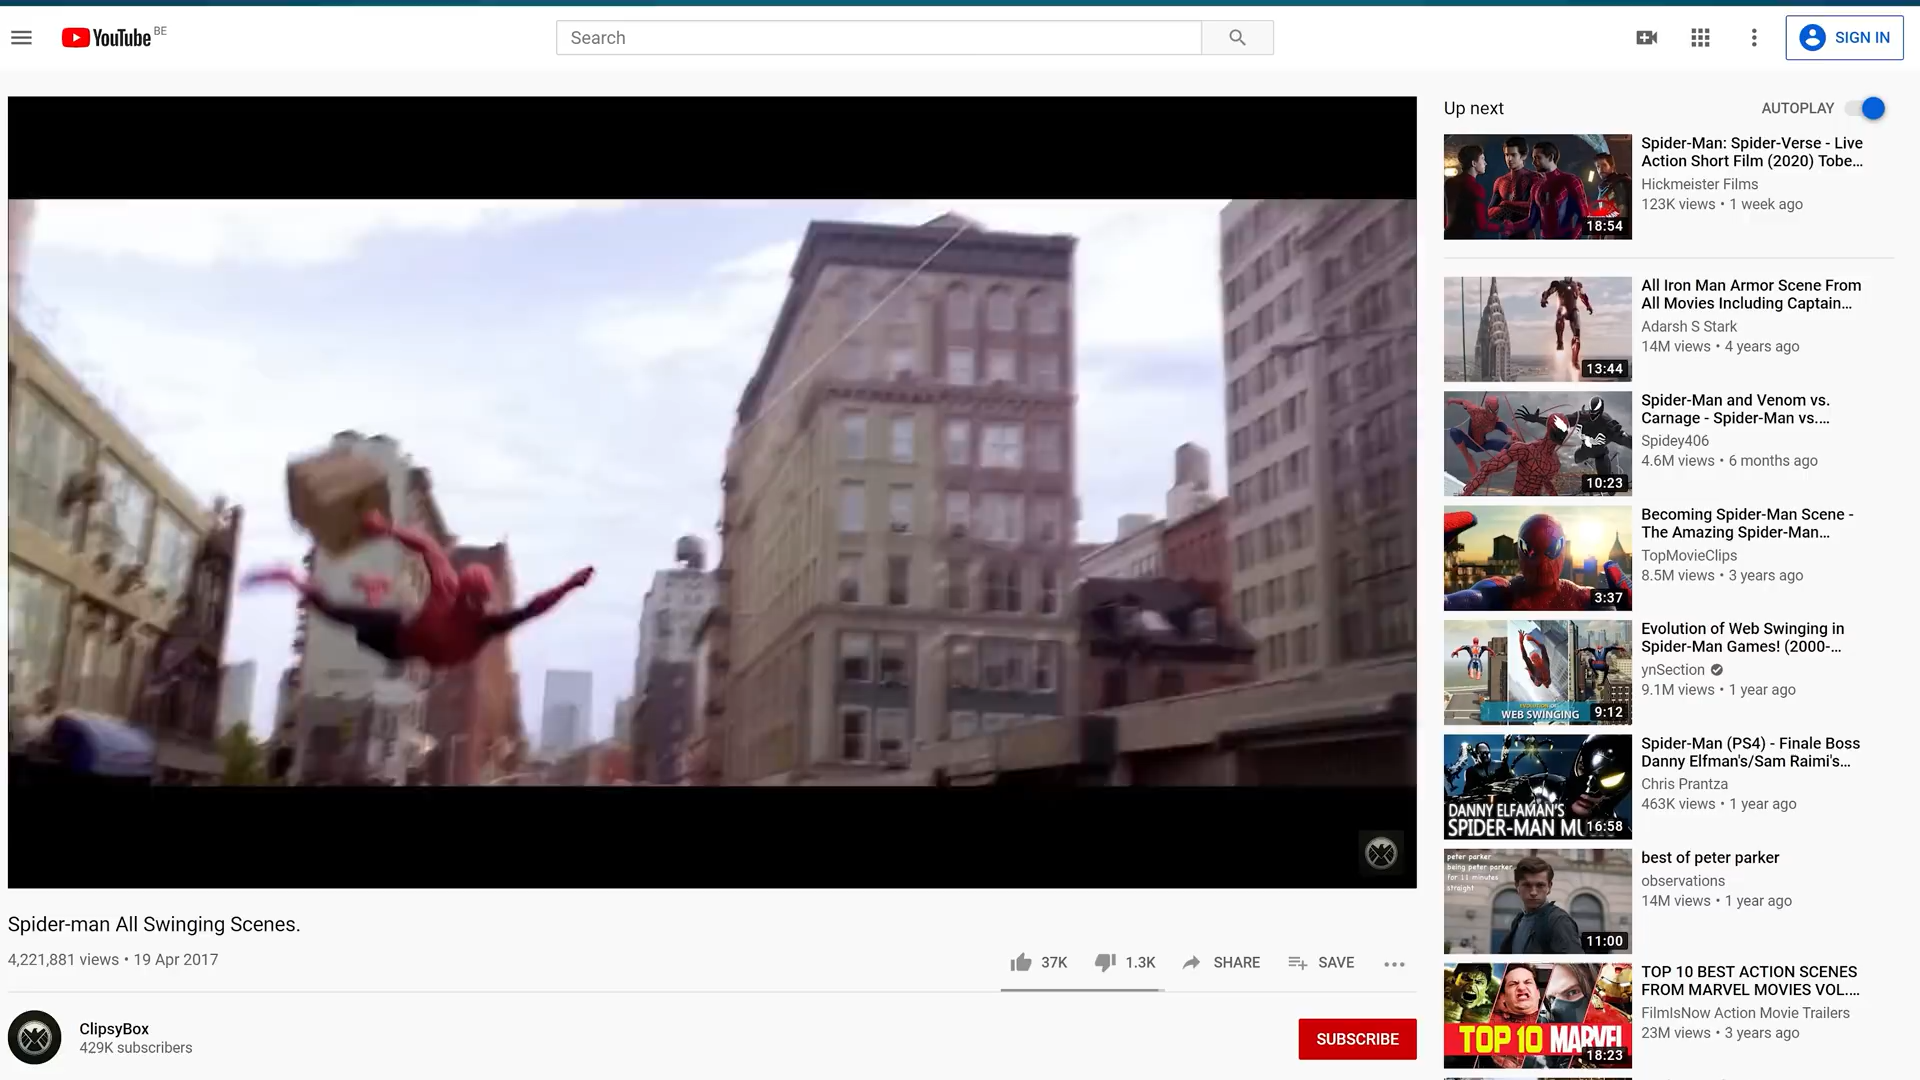 YouTube BE
Search
SIGN IN
Up next
AUTOPLAY
Spider-Man: Spider-Verse - Live
Action Short Film (2020) Tobe...
Hickmeister Films
123K views • 1 week ago
18:54
All Iron Man Armor Scene From
All Movies Including Captain...
Adarsh S Stark
14M views • 4 years ago
13:44
Spider-Man and Venom vs.
Carnage - Spider-Man vs....
Spidey406
4.6M views • 6 months ago
10:23
Becoming Spider-Man Scene -
The Amazing Spider-Man...
TopMovieClips
8.5M views • 3 years ago
3:37
Evolution of Web Swinging in
Spider-Man Games! (2000-...
ynSection
9.1M views • 1 year ago
WEB SWINGING
9:12
Spider-Man (PS4) - Finale Boss
Danny Elfman's/Sam Raimi's...
Chris Prantza
463K views • 1 year ago
DANNY ELFAMAN'S
SPIDER-MAN MU
16:58
best of peter parker
observations
14M views • 1 year ago
peter parker
being peter parker
for 11 minutes
straight
11:00
TOP 10 BEST ACTION SCENES
FROM MARVEL MOVIES VOL....
FilmIsNow Action Movie Trailers
23M views • 3 years ago
TOP 10 MARVEL
18:23
Spider-man All Swinging Scenes.
4,221,881 views • 19 Apr 2017
37K
1.3K
SHARE
SAVE
ClipsyBox
429K subscribers
SUBSCRIBE